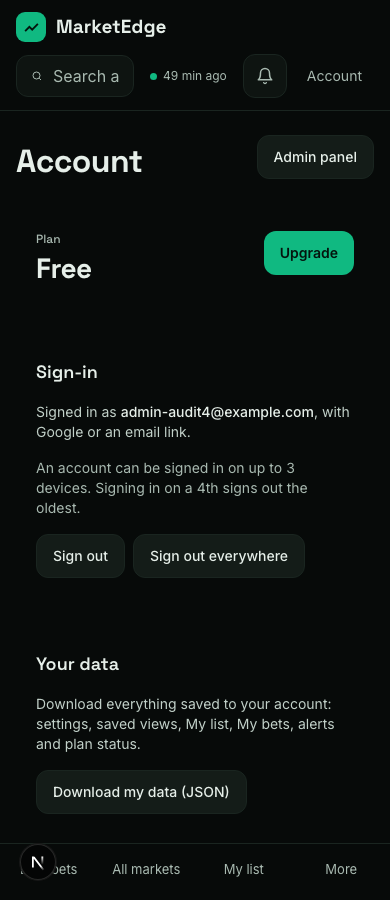 MarketEdge
Search a
49 min ago
Account
Account
Admin panel
Plan
Free
Upgrade
Sign-in
Signed in as admin-audit4@example.com, with
Google or an email link.
An account can be signed in on up to 3
devices. Signing in on a 4th signs out the
oldest.
Sign out
Sign out everywhere
Your data
Download everything saved to your account:
settings, saved views, My list, My bets, alerts
and plan status.
Download my data (JSON)
N
bets
All markets
My list
More